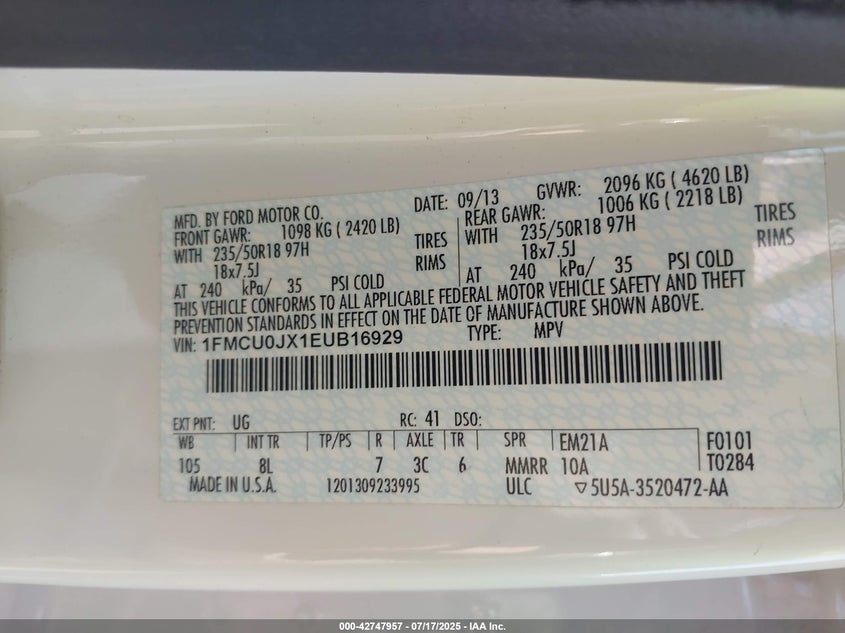 MFD. BY FORD MOTOR CO. DATE: 09/13 GVWR: 2096 KG ( 4620 LB)
FRONT GAWR: 1098 KG ( 2420 LB) REAR GAWR: 1006 KG ( 2218 LB)
WITH 235/50R18 97H TIRES WITH 235/50R18 97H TIRES
18x7.5J RIMS 18x7.5J RIMS
AT 240 kPa/ 35 PSI COLD AT 240 kPa/ 35 PSI COLD
THIS VEHICLE CONFORMS TO ALL APPLICABLE FEDERAL MOTOR VEHICLE SAFETY AND THEFT
PREVENTION STANDARDS IN EFFECT ON THE DATE OF MANUFACTURE SHOWN ABOVE.
VIN: 1FMCU0JX1EUB16929 TYPE: MPV
EXT PNT: UG RC: 41 DSO:
WB INT TR TP/PS R AXLE TR SPR EM21A F0101
105 8L 7 3C 6 MMRR 10A T0284
MADE IN U.S.A. 1201309233995 ULC ▽5U5A-3520472-AA
000-42747957 - 07/17/2025 - IAA Inc.